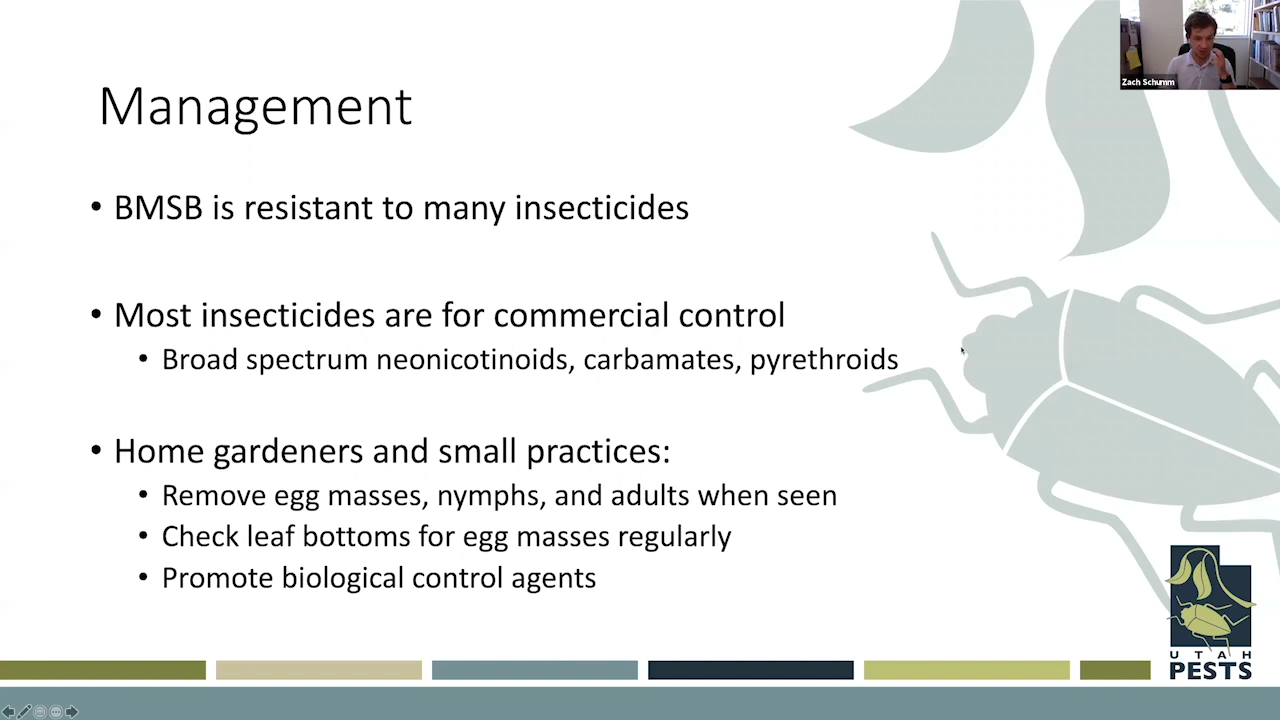 Zach Schumm
Management
• BMSB is resistant to many insecticides
• Most insecticides are for commercial control
• Broad spectrum neonicotinoids, carbamates, pyrethroids
• Home gardeners and small practices:
• Remove egg masses, nymphs, and adults when seen
• Check leaf bottoms for egg masses regularly
• Promote biological control agents
UTAH
PESTS